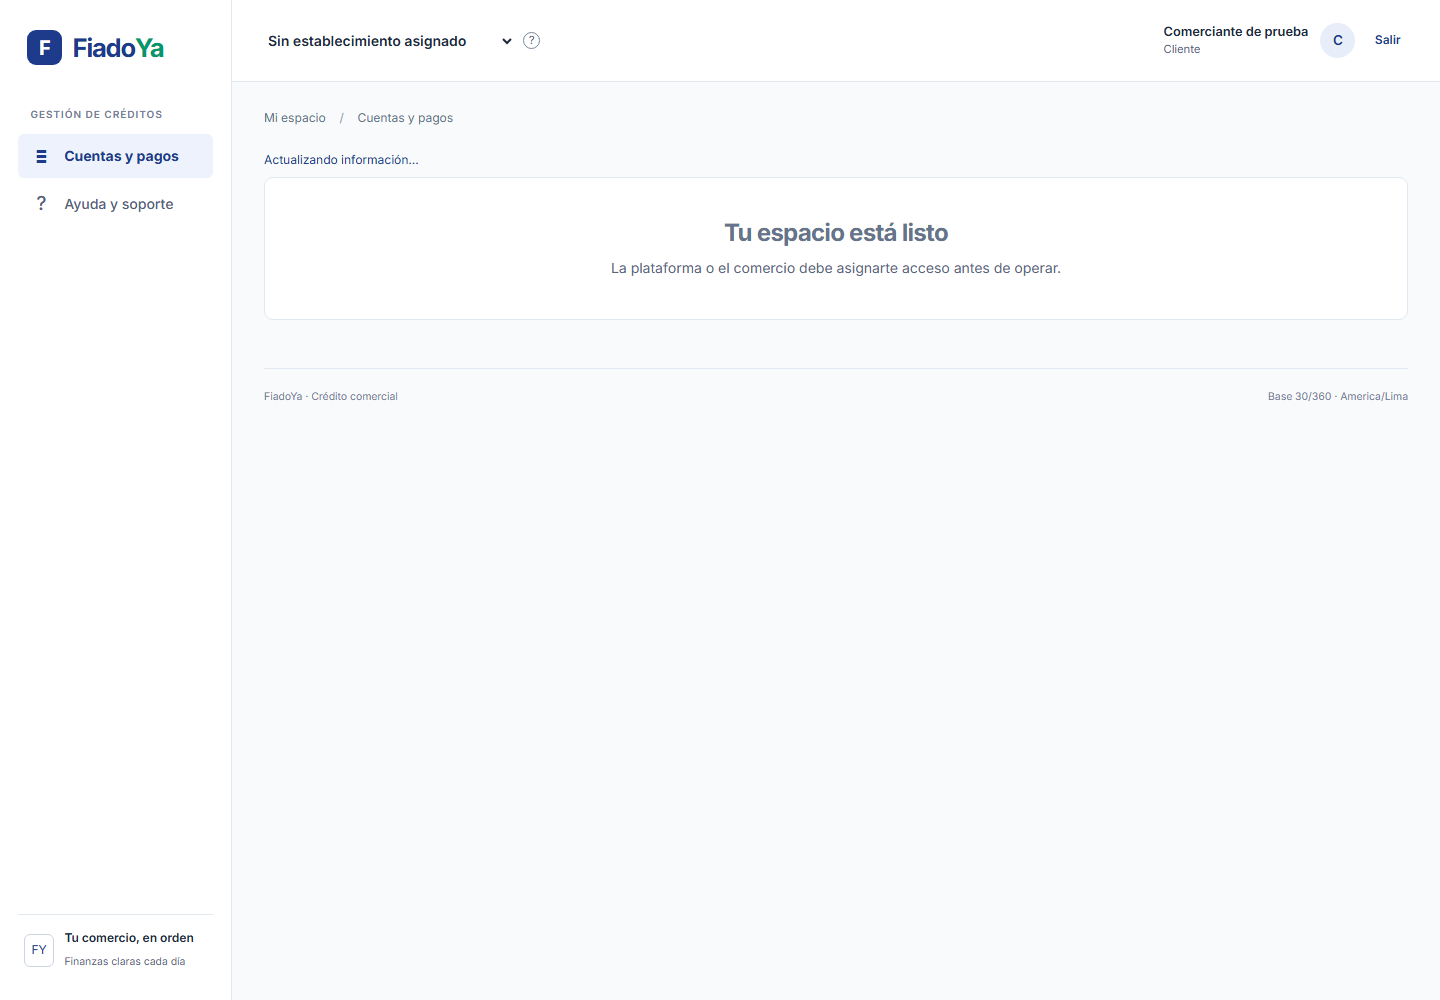 F FiadoYa
Sin establecimiento asignado ?
Comerciante de prueba
Cliente
C
Salir
GESTIÓN DE CRÉDITOS
Cuentas y pagos
? Ayuda y soporte
Mi espacio / Cuentas y pagos
Actualizando información...
Tu espacio está listo
La plataforma o el comercio debe asignarte acceso antes de operar.
FiadoYa · Crédito comercial
Base 30/360 · America/Lima
FY
Tu comercio, en orden
Finanzas claras cada día